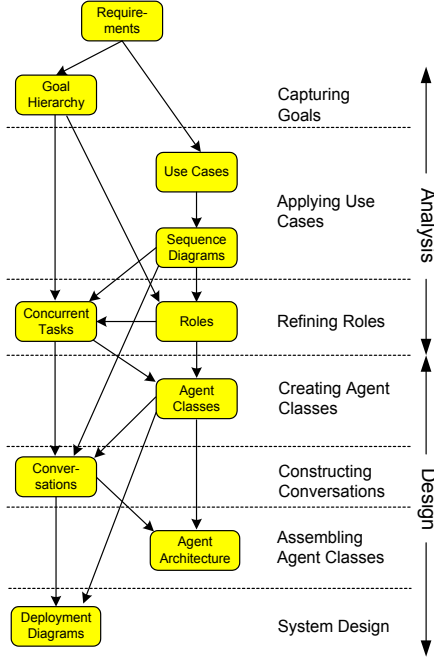 Require-
ments
Goal
Hierarchy
Capturing
Goals
Use Cases
Applying Use
Cases
Sequence
Diagrams
Analysis
Concurrent
Tasks
Roles
Refining Roles
Agent
Classes
Creating Agent
Classes
Conver-
sations
Constructing
Conversations
Design
Agent
Architecture
Assembling
Agent Classes
Deployment
Diagrams
System Design